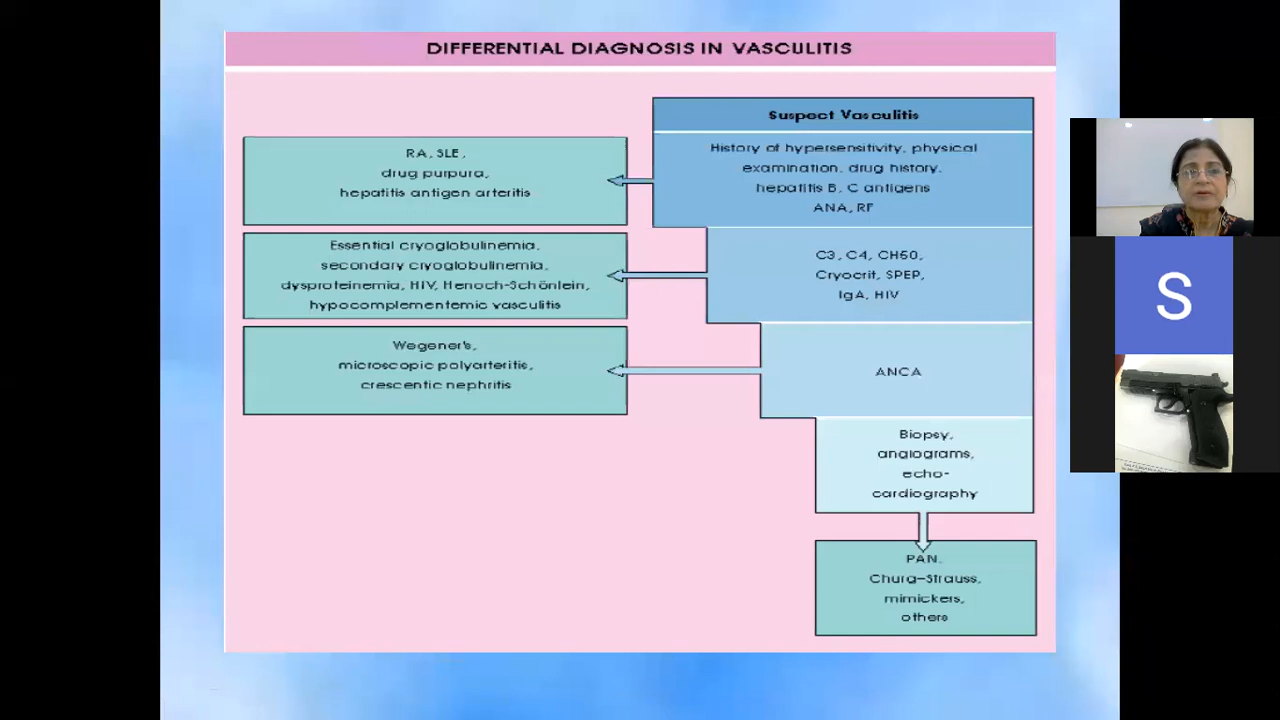 DIFFERENTIAL DIAGNOSIS IN VASCULITIS
Suspect Vasculitis
History of hypersensitivity, physical
examination, drug history,
hepatitis B, C antigens
ANA, RF
RA, SLE,
drug purpura,
hepatitis antigen arteritis
C3, C4, CH50,
Cryocrit, SPEP,
IgA, HIV
Essential cryoglobulinemia,
secondary cryoglobulinemia,
dysproteinemia, HIV, Henoch-Schönlein,
hypocomplementemic vasculitis
ANCA
Wegener's,
microscopic polyarteritis,
crescentic nephritis
Biopsy,
angiograms,
echo-
cardiography
PAN,
Churg–Strauss,
mimickers,
others
S